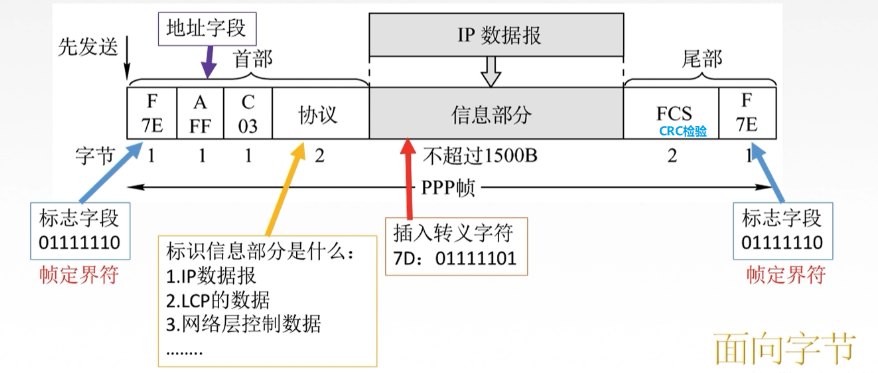 地址字段
IP 数据报
先发送
首部
尾部
F
7E
A
FF
C
03
协议
信息部分
FCS
CRC检验
F
7E
字节
1
1
1
2
不超过1500B
2
1
PPP帧
标志字段
01111110
帧定界符
标识信息部分是什么：
1.IP数据报
2.LCP的数据
3.网络层控制数据
........
插入转义字符
7D：01111101
标志字段
01111110
帧定界符
面向字节